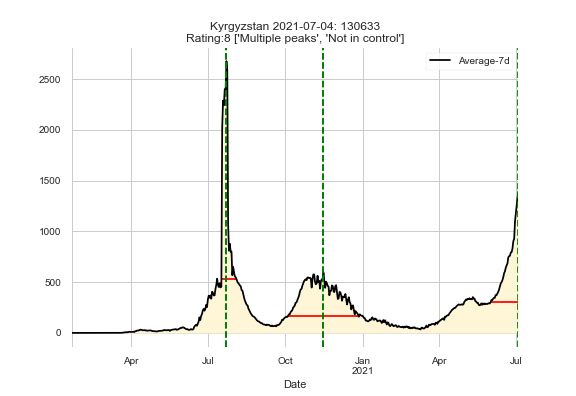 Kyrgyzstan 2021-07-04: 130633
Rating:8 ['Multiple peaks', 'Not in control']
Average-7d
2500
2000
1500
1000
500
0
Apr
Jul
Oct
Jan
2021
Apr
Jul
Date